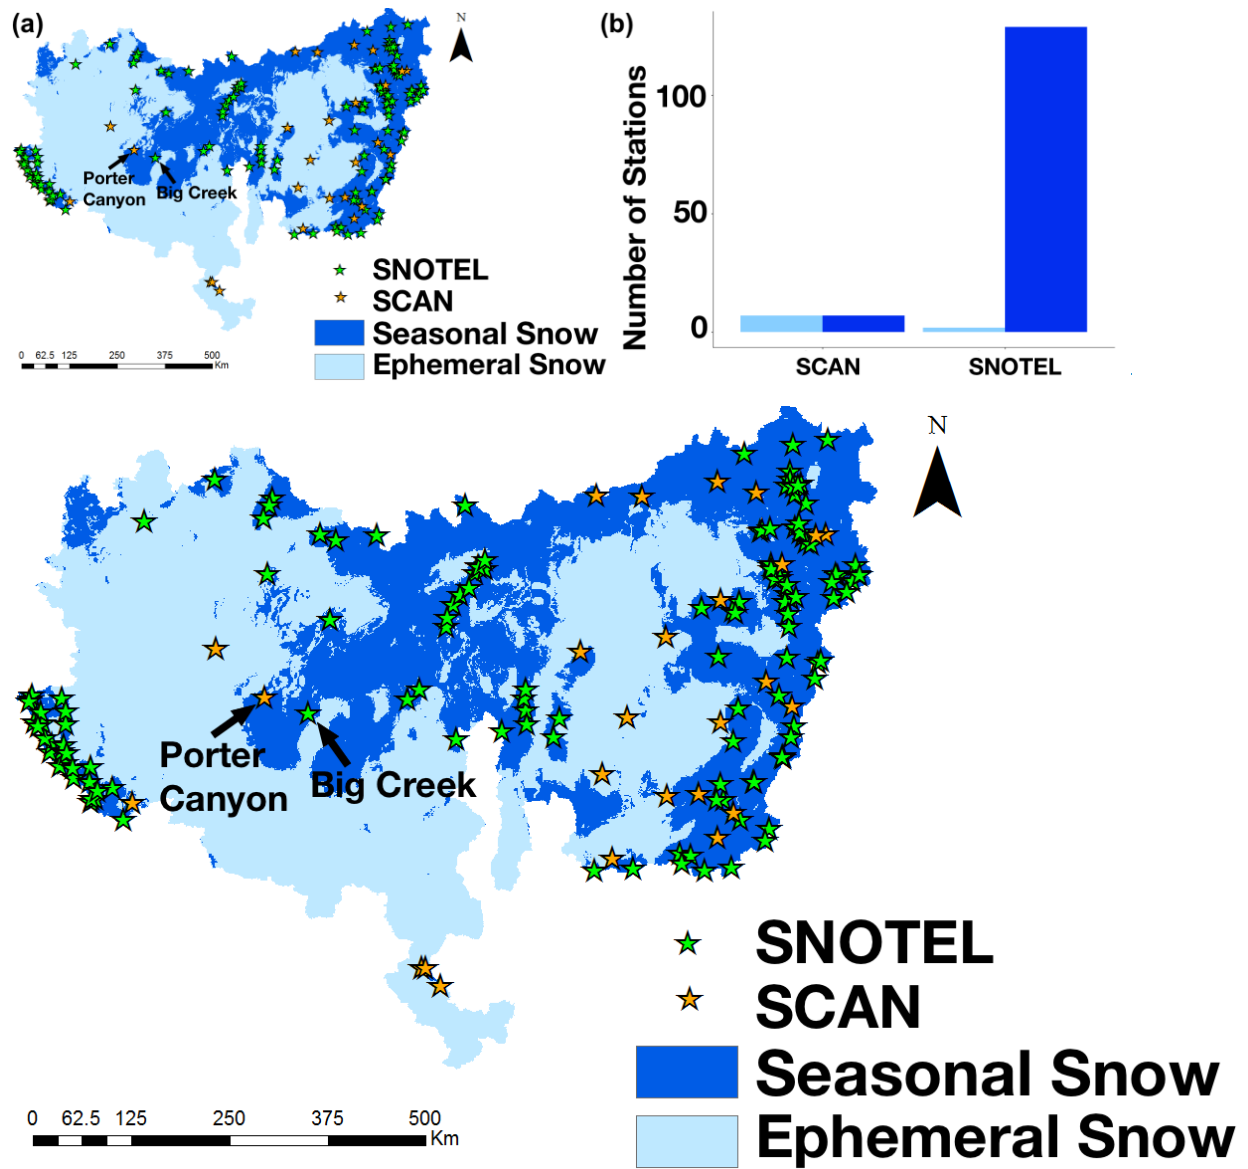 (a)
N
Porter
Canyon
Big Creek
SNOTEL
SCAN
Seasonal Snow
Ephemeral Snow
0 62.5 125 250 375 500
Km
(b)
Number of Stations
100
50
0
SCAN SNOTEL
N
Porter
Canyon
Big Creek
SNOTEL
SCAN
Seasonal Snow
Ephemeral Snow
0 62.5 125 250 375 500
Km